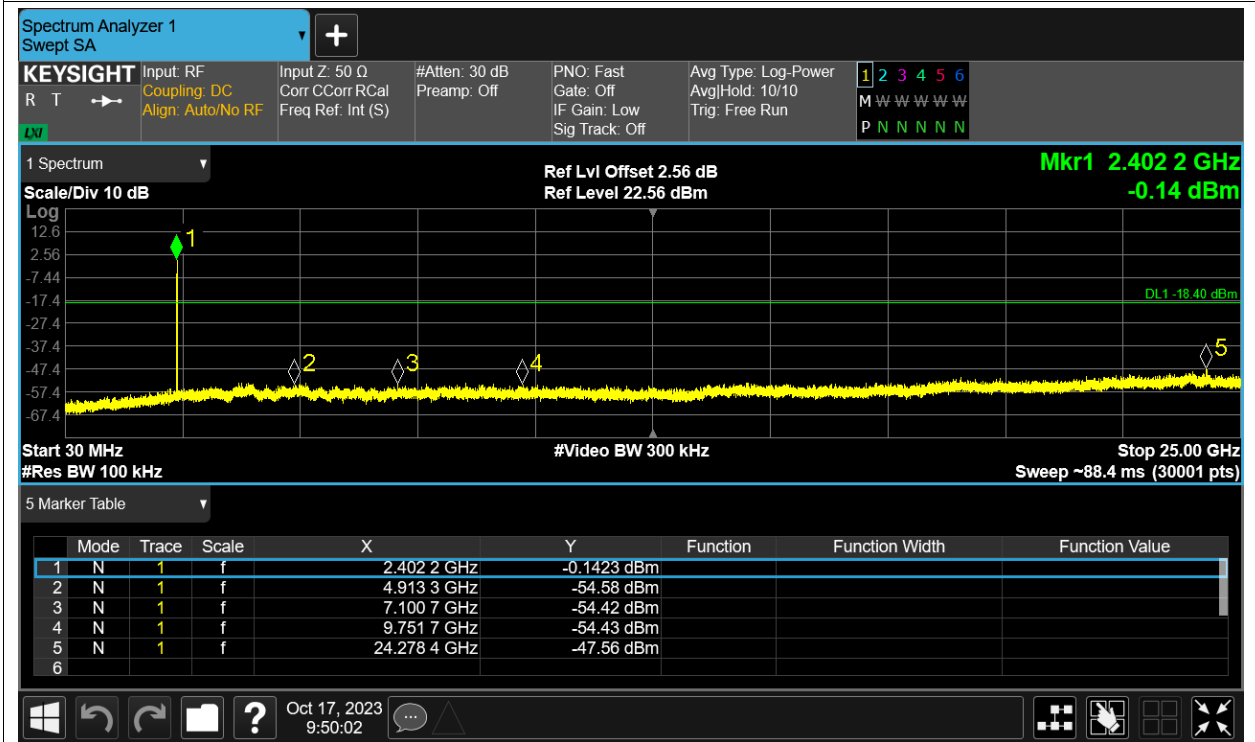 Spectrum Analyzer 1
Swept SA
+
KEYSIGHT Input: RF Input Z: 50 Ω #Atten: 30 dB PNO: Fast Avg Type: Log-Power 1 2 3 4 5 6
R T Coupling: DC Corr CCorr RCal Preamp: Off Gate: Off Avg|Hold: 10/10 M W W W W W
Align: Auto/No RF Freq Ref: Int (S) IF Gain: Low Trig: Free Run
LXI Sig Track: Off P N N N N N
1 Spectrum Ref Lvl Offset 2.56 dB Mkr1 2.402 2 GHz
Scale/Div 10 dB Ref Level 22.56 dBm -0.14 dBm
Log
12.6 1
2.56
-7.44
-17.4 DL1 -18.40 dBm
-27.4
-37.4 5
-47.4 2 3 4
-57.4
-67.4
Start 30 MHz #Video BW 300 kHz Stop 25.00 GHz
#Res BW 100 kHz Sweep ~88.4 ms (30001 pts)
5 Marker Table
Mode Trace Scale X Y Function Function Width Function Value
1 N 1 f 2.402 2 GHz -0.1423 dBm
2 N 1 f 4.913 3 GHz -54.58 dBm
3 N 1 f 7.100 7 GHz -54.42 dBm
4 N 1 f 9.751 7 GHz -54.43 dBm
5 N 1 f 24.278 4 GHz -47.56 dBm
6
? Oct 17, 2023
9:50:02